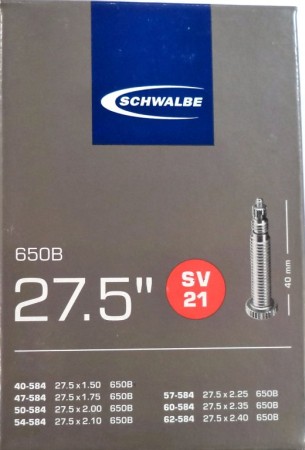 SCHWALBE
650B
27.5"
SV
21
40 mm
40-584 27.5 x 1.50 650B
47-584 27.5 x 1.75 650B
50-584 27.5 x 2.00 650B
54-584 27.5 x 2.10 650B
57-584 27.5 x 2.25 650B
60-584 27.5 x 2.35 650B
62-584 27.5 x 2.40 650B